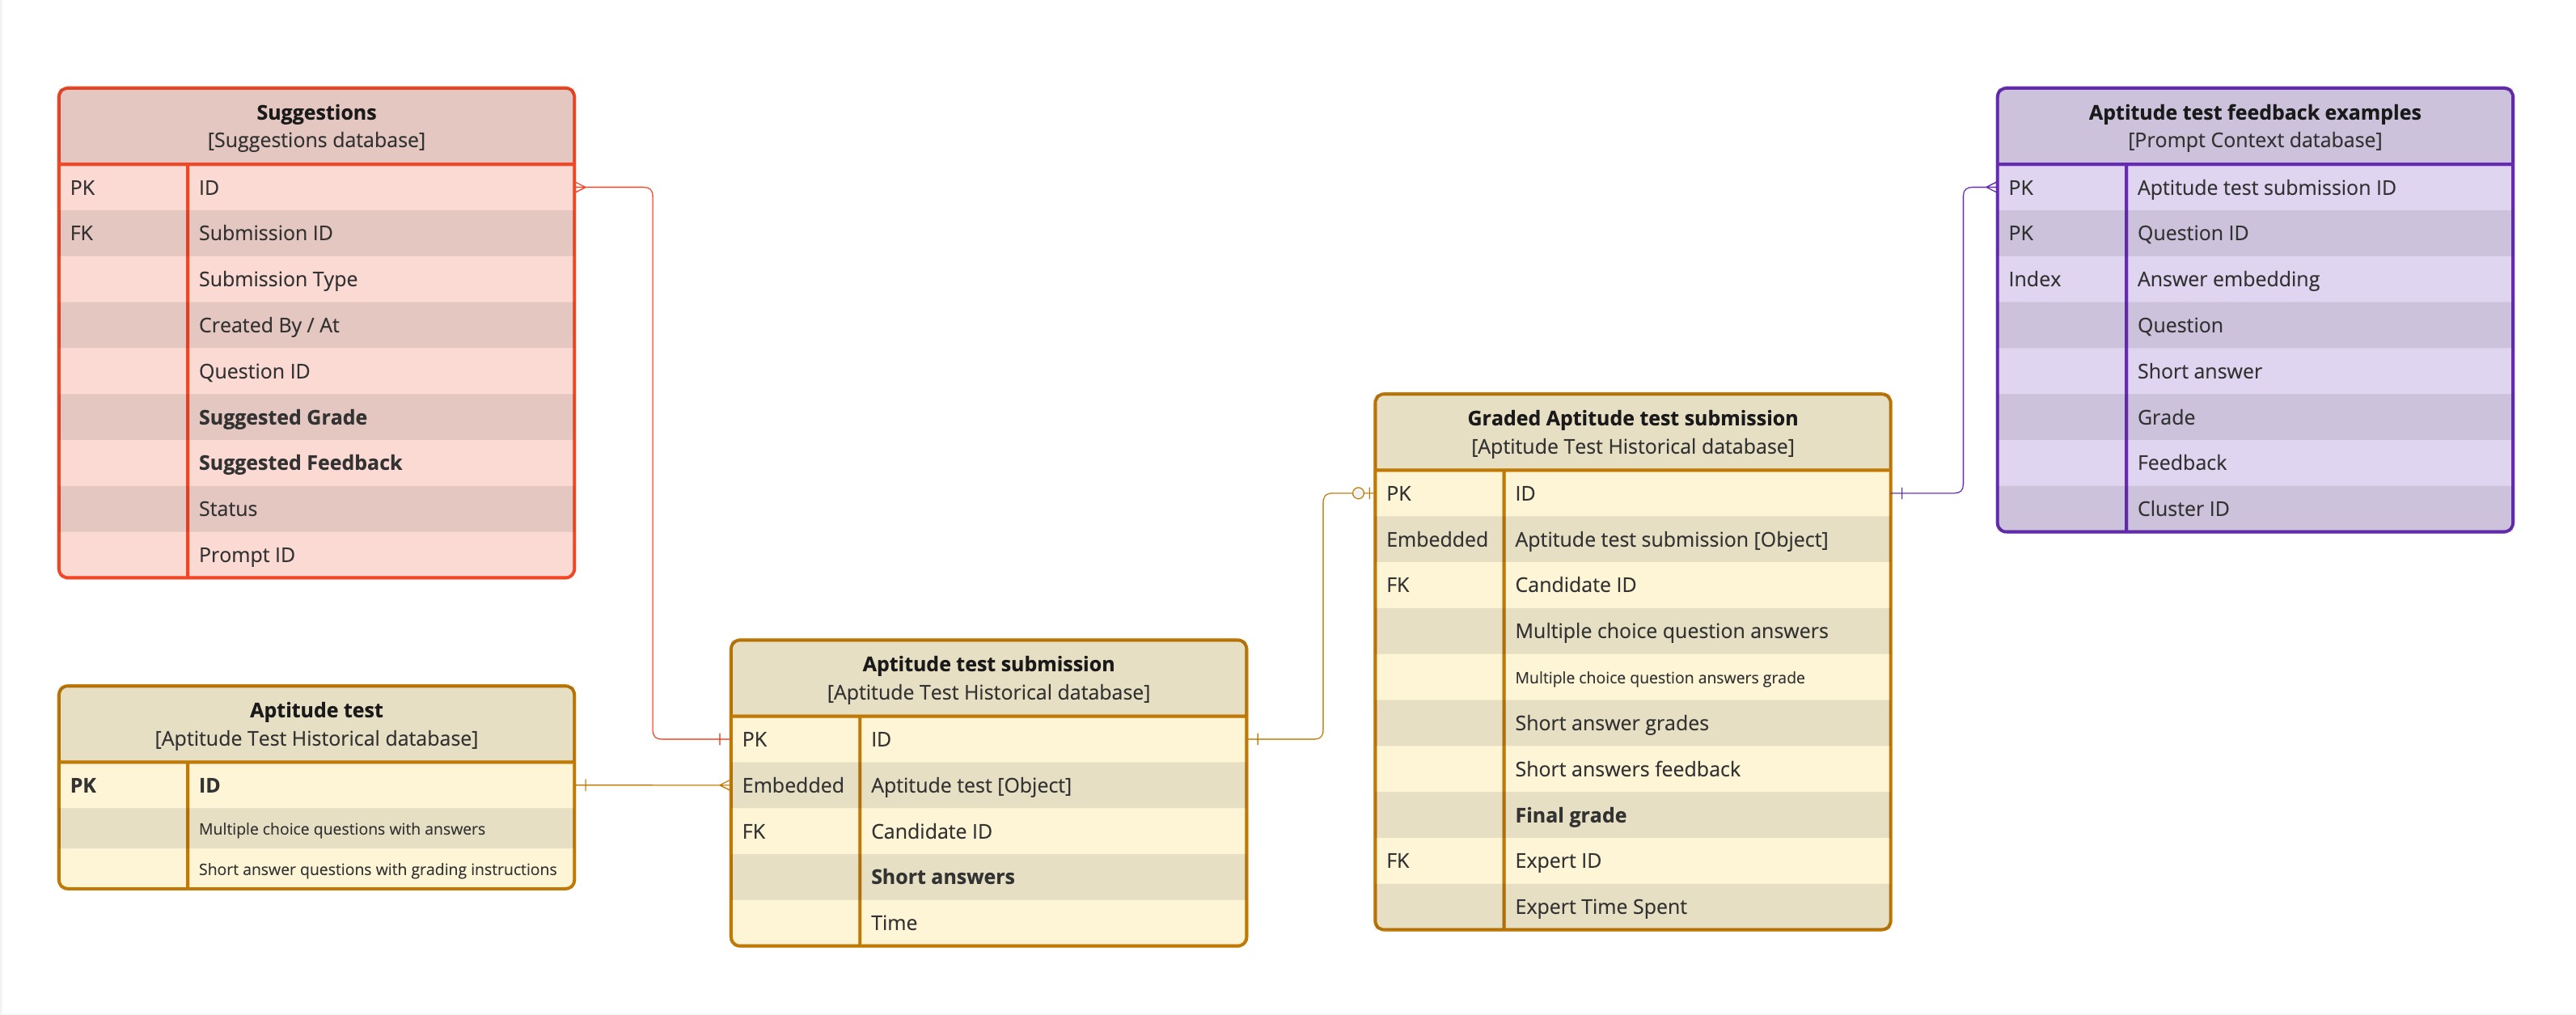 Suggestions
[Suggestions database]
PK ID
FK Submission ID
Submission Type
Created By / At
Question ID
Suggested Grade
Suggested Feedback
Status
Prompt ID
Aptitude test
[Aptitude Test Historical database]
PK ID
Multiple choice questions with answers
Short answer questions with grading instructions
Aptitude test submission
[Aptitude Test Historical database]
PK ID
Embedded Aptitude test [Object]
FK Candidate ID
Short answers
Time
Graded Aptitude test submission
[Aptitude Test Historical database]
PK ID
Embedded Aptitude test submission [Object]
FK Candidate ID
Multiple choice question answers
Multiple choice question answers grade
Short answer grades
Short answers feedback
Final grade
FK Expert ID
Expert Time Spent
Aptitude test feedback examples
[Prompt Context database]
PK Aptitude test submission ID
PK Question ID
Index Answer embedding
Question
Short answer
Grade
Feedback
Cluster ID